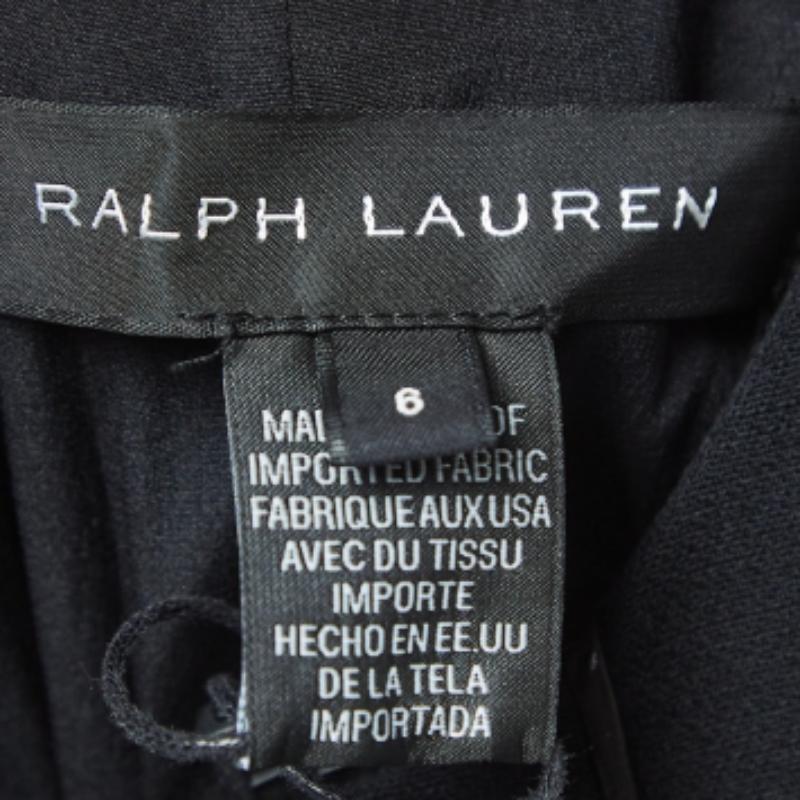 RALPH LAUREN
6
OF
IMPORTED FABRIC
FABRIQUE AUX USA
AVEC DU TISSU
IMPORTE
HECHO EN EE.UU
DE LA TELA
IMPORTADA